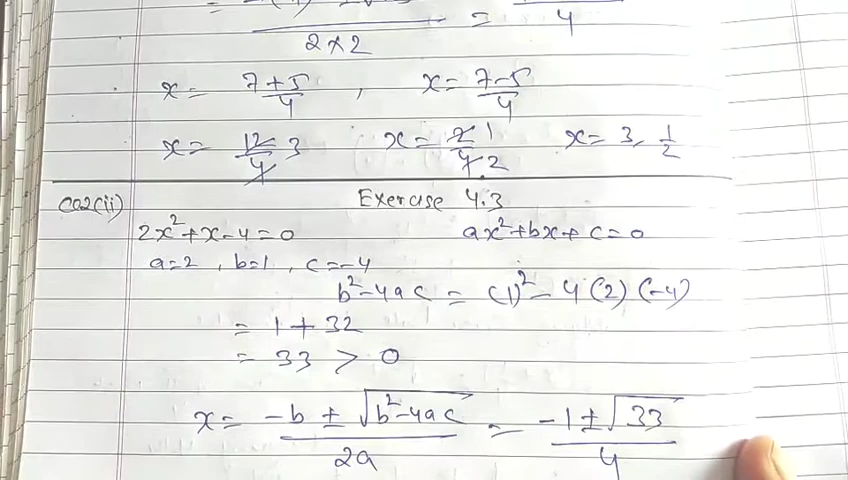 2×2 = 4
x = 7+5/4 , x = 7-5/4
x = 12/4 3 x = 2/4 1 2 x = 3, 1/2
Q2(ii) Exercise 4.3
2x²+x-4=0 ax²+bx+c=0
a=2 , b=1 , c=-4
b²-4ac = (1)²-4(2)(-4)
= 1+32
= 33 > 0
x = -b ± √b²-4ac / 2a = -1 ± √33 / 4